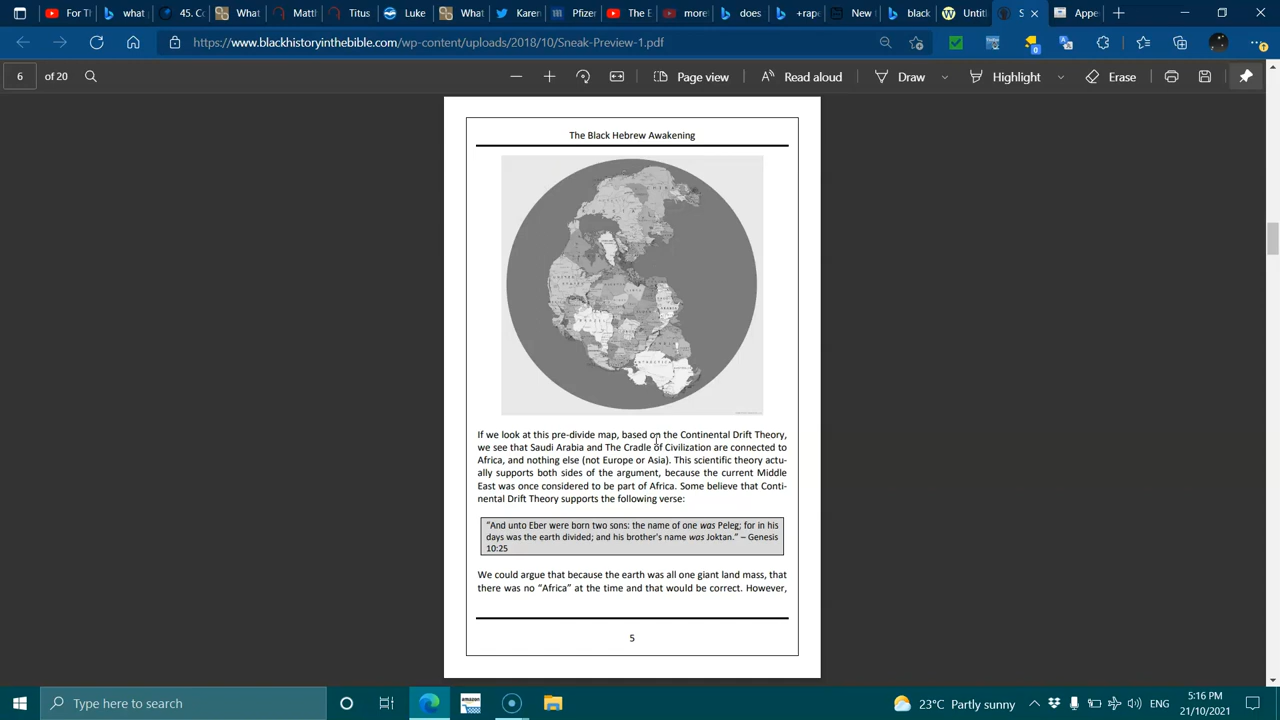 For Th
what
45. Co
What
Matt
Titus
Luke
What
Karen
Pfizer
The E
more
does
+rap
New
black
Unti
S
Appe
https://www.blackhistoryinthebible.com/wp-content/uploads/2018/10/Sneak-Preview-1.pdf
6 of 20
Page view
Read aloud
Draw
Highlight
Erase
The Black Hebrew Awakening
If we look at this pre-divide map, based on the Continental Drift Theory,
we see that Saudi Arabia and The Cradle of Civilization are connected to
Africa, and nothing else (not Europe or Asia). This scientific theory actu-
ally supports both sides of the argument, because the current Middle
East was once considered to be part of Africa. Some believe that Conti-
nental Drift Theory supports the following verse:
"And unto Eber were born two sons: the name of one was Peleg; for in his
days was the earth divided; and his brother's name was Joktan." – Genesis
10:25
We could argue that because the earth was all one giant land mass, that
there was no "Africa" at the time and that would be correct. However,
5
Type here to search
amazon
23°C Partly sunny
ENG
5:16 PM
21/10/2021